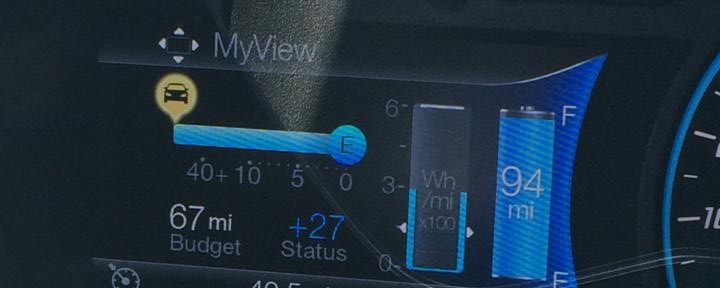 MyView
6
F
E
Wh
94
40+ 10 5 0
3
/mi
mi
x100
67 mi
+27
Budget
Status
0
E